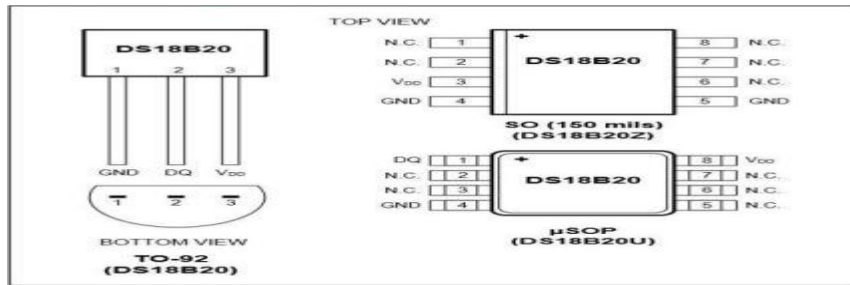 TOP VIEW
DS18B20
1 2 3
GND DQ VDD
1 2 3
BOTTOM VIEW
TO-92
(DS18B20)
N.C. 1 8 N.C.
N.C. 2 DS18B20 7 N.C.
VDD 3 6 N.C.
GND 4 5 GND
SO (150 mils)
(DS18B20Z)
DQ 1 8 VDD
N.C. 2 DS18B20 7 N.C.
N.C. 3 6 N.C.
GND 4 5 N.C.
µSOP
(DS18B20U)